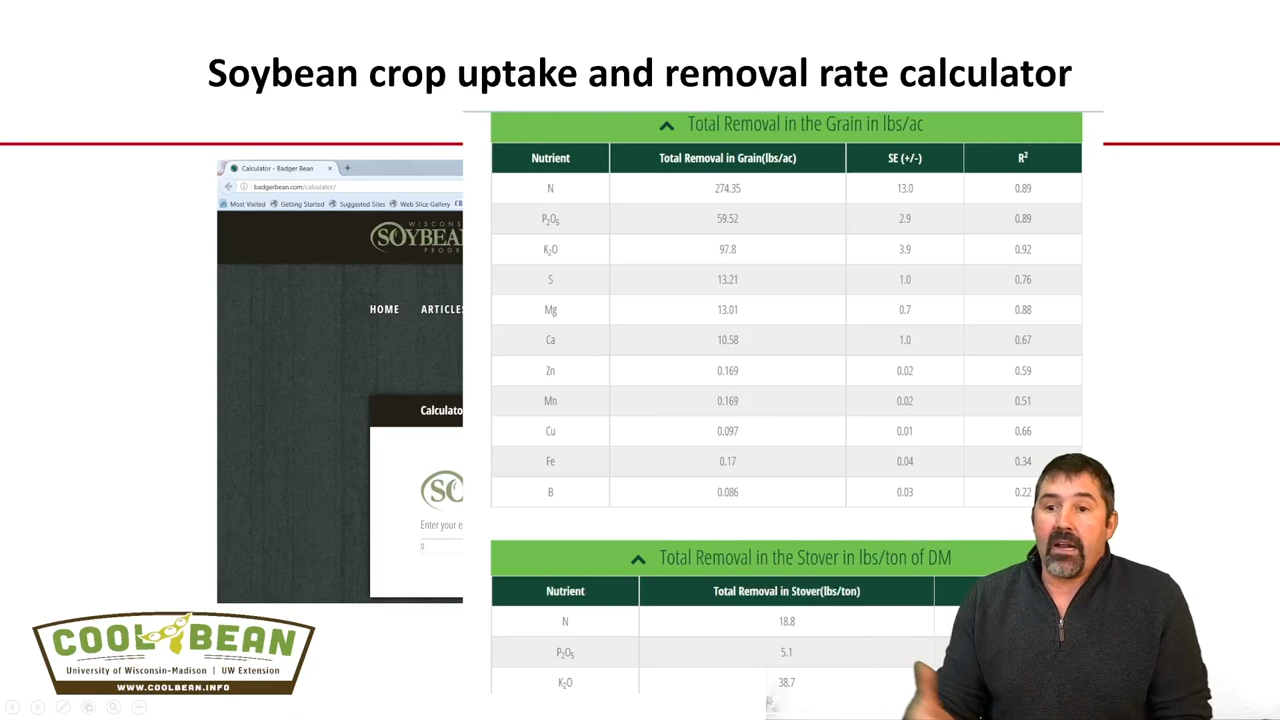 Soybean crop uptake and removal rate calculator
Calculator - Badger Bean × +
badgerbean.com/calculator/
Most Visited Getting Started Suggested Sites Web Slice Gallery
WISCONS
SOYBEA
PROGR
HOME ARTICLES
Calculato
SO
Enter your e
0
Total Removal in the Grain in lbs/ac
Nutrient Total Removal in Grain(lbs/ac) SE (+/-) R²
N 274.35 13.0 0.89
P₂O₅ 59.52 2.9 0.89
K₂O 97.8 3.9 0.92
S 13.21 1.0 0.76
Mg 13.01 0.7 0.88
Ca 10.58 1.0 0.67
Zn 0.169 0.02 0.59
Mn 0.169 0.02 0.51
Cu 0.097 0.01 0.66
Fe 0.17 0.04 0.34
B 0.086 0.03 0.22
Total Removal in the Stover in lbs/ton of DM
Nutrient Total Removal in Stover(lbs/ton)
N 18.8
P₂O₅ 5.1
K₂O 38.7
COOL BEAN
University of Wisconsin-Madison | UW Extension
WWW.COOLBEAN.INFO